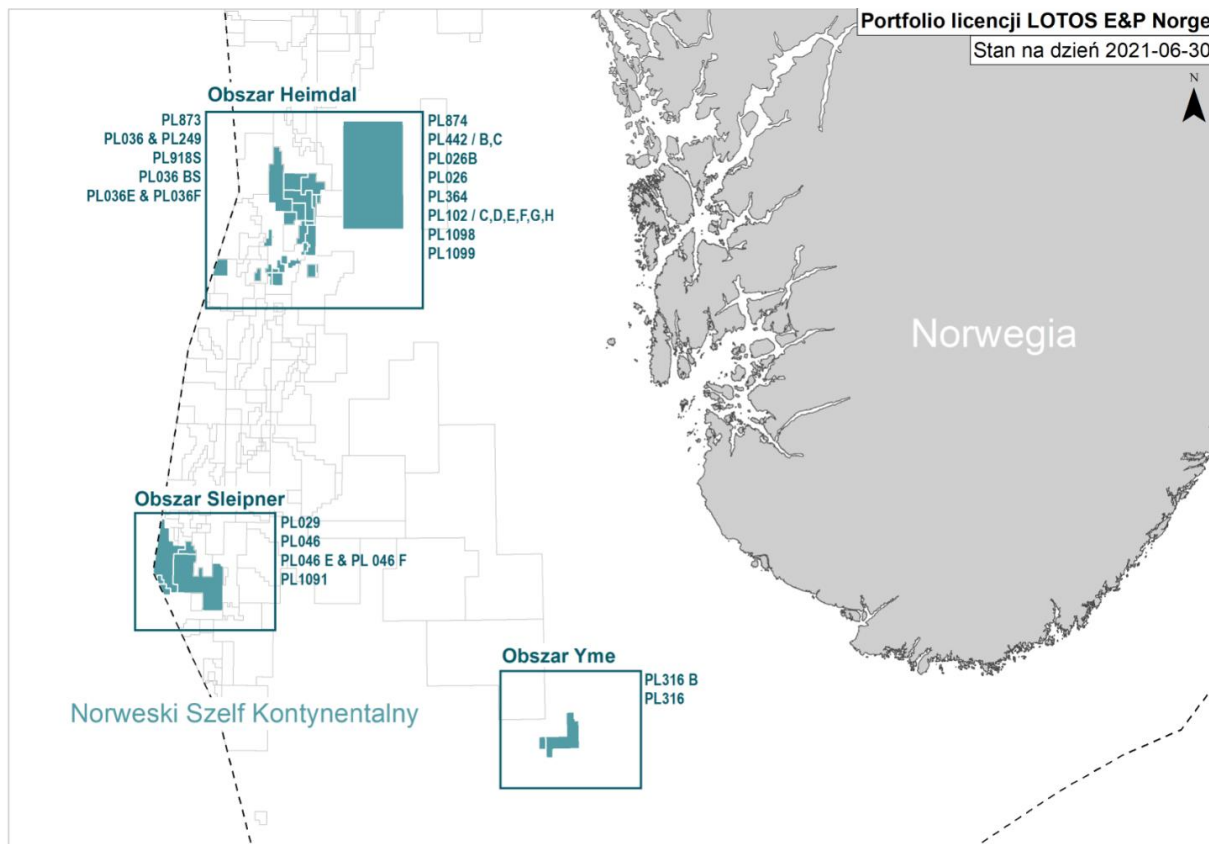 Portfolio licencji LOTOS E&P Norge
Stan na dzień 2021-06-30
N
Obszar Heimdal
PL873
PL036 & PL249
PL918S
PL036 BS
PL036E & PL036F
PL874
PL442 / B,C
PL026B
PL026
PL364
PL102 / C,D,E,F,G,H
PL1098
PL1099
Norwegia
Obszar Sleipner
PL029
PL046
PL046 E & PL 046 F
PL1091
Obszar Yme
PL316 B
PL316
Norweski Szelf Kontynentalny